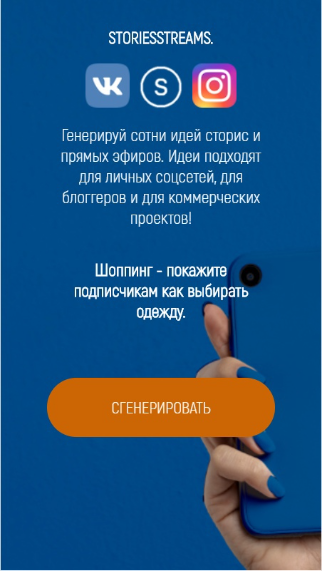 STORIESSTREAMS.
S
Генерируй сотни идей сторис и
прямых эфиров. Идеи подходят
для личных соцсетей, для
блоггеров и для коммерческих
проектов!
Шоппинг - покажите
подписчикам как выбирать
одежду.
СГЕНЕРИРОВАТЬ